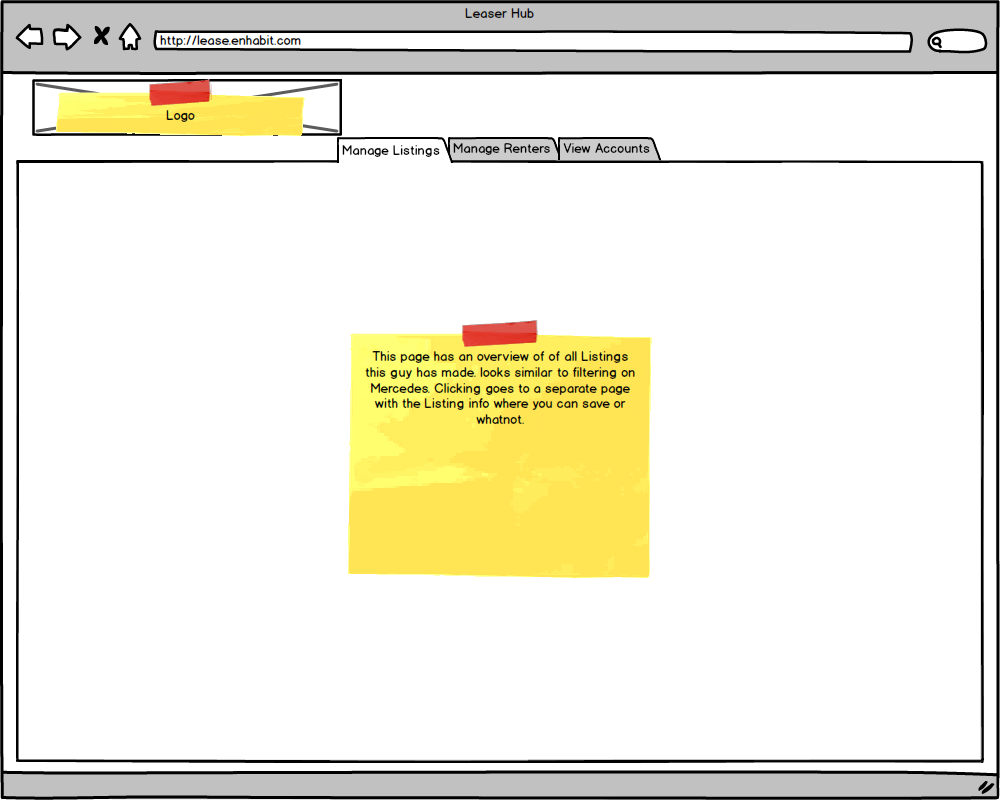 Leaser Hub
http://lease.enhabit.com
Logo
Manage Listings Manage Renters View Accounts
This page has an overview of of all Listings
this guy has made. looks similar to filtering on
Mercedes. Clicking goes to a separate page
with the Listing info where you can save or
whatnot.